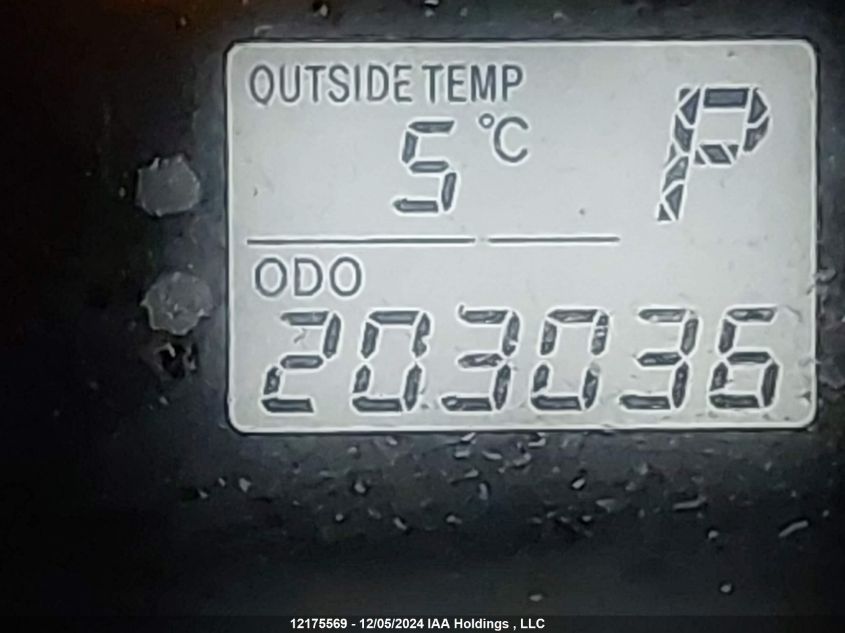 OUTSIDE TEMP
5 °C P
ODO
203036
12175569 - 12/05/2024 IAA Holdings , LLC